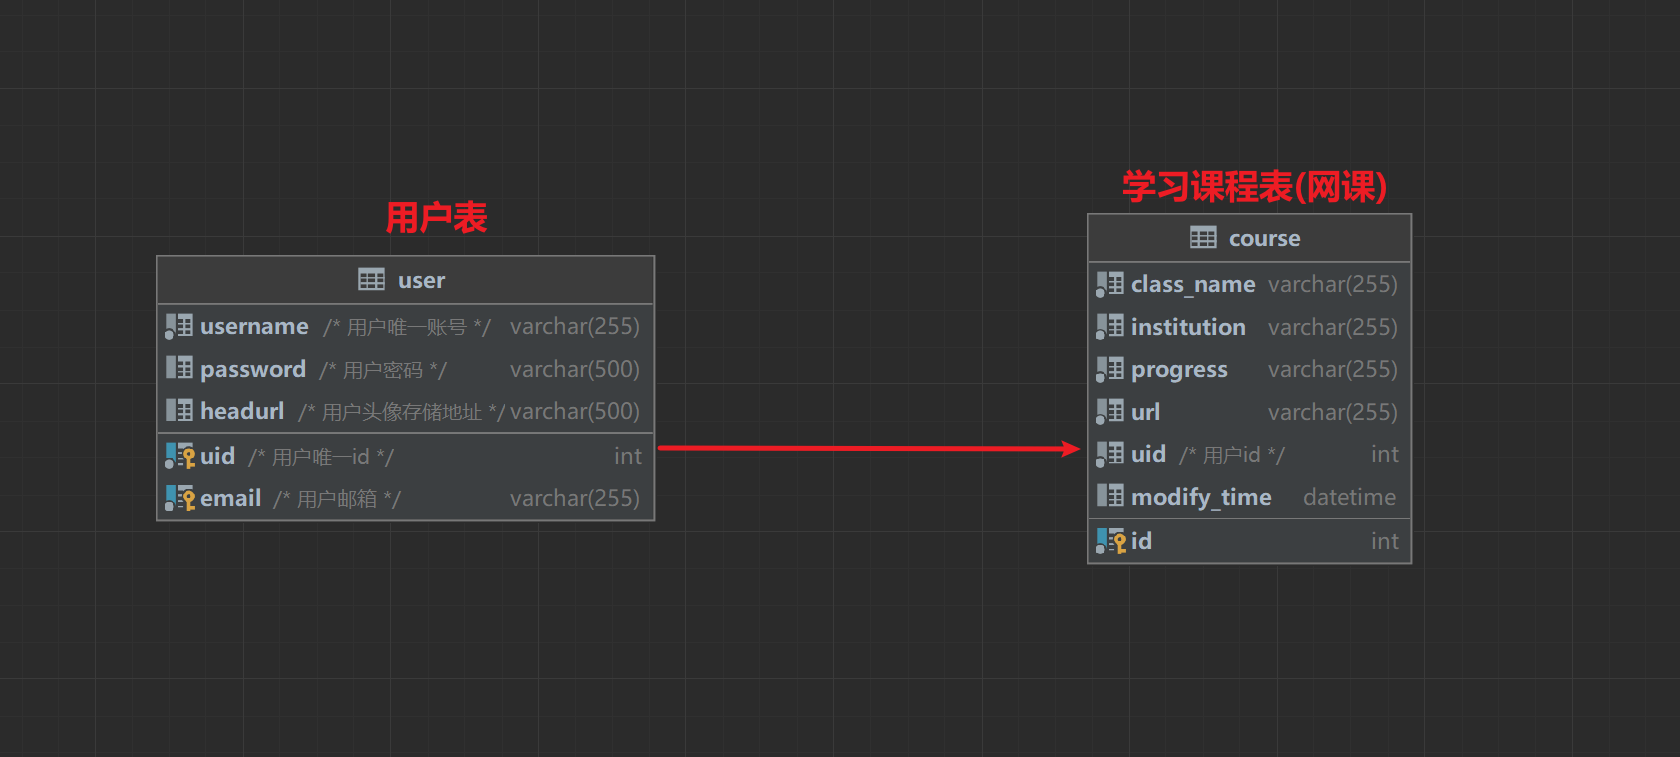 用户表
user
username /* 用户唯一账号 */ varchar(255)
password /* 用户密码 */ varchar(500)
headurl /* 用户头像存储地址 */ varchar(500)
uid /* 用户唯一id */ int
email /* 用户邮箱 */ varchar(255)
学习课程表(网课)
course
class_name varchar(255)
institution varchar(255)
progress varchar(255)
url varchar(255)
uid /* 用户id */ int
modify_time datetime
id int